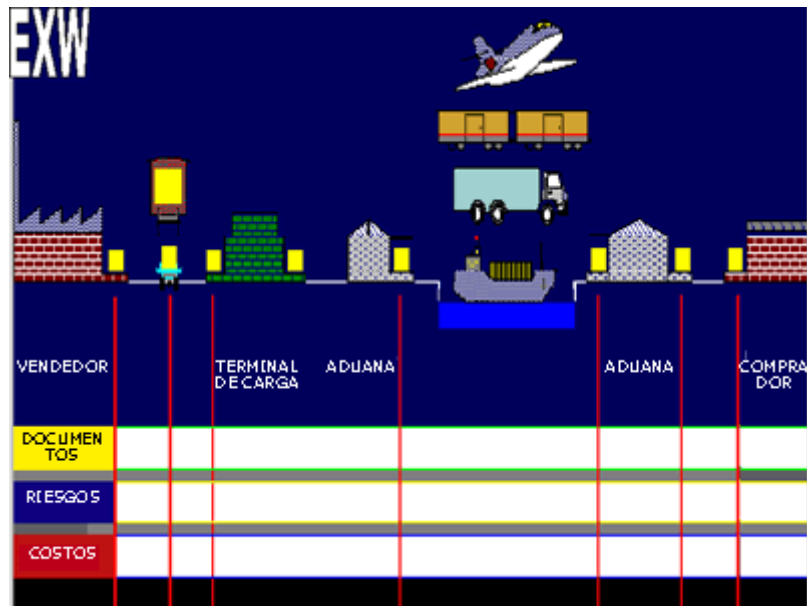 EXW
VENDEDOR
TERMINAL
DE CARGA
ADUANA
ADUANA
COMPRA
DOR
DOCUMEN
TOS
RIESGOS
COSTOS